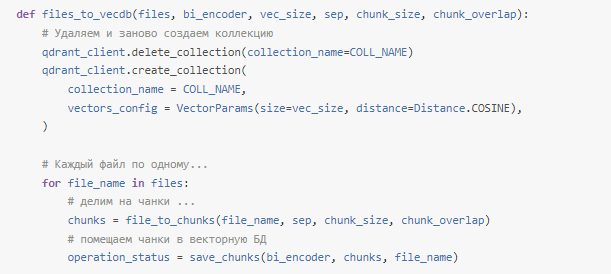 def files_to_vecdb(files, bi_encoder, vec_size, sep, chunk_size, chunk_overlap):
    # Удаляем и заново создаем коллекцию
    qdrant_client.delete_collection(collection_name=COLL_NAME)
    qdrant_client.create_collection(
        collection_name = COLL_NAME,
        vectors_config = VectorParams(size=vec_size, distance=Distance.COSINE),
    )
    # Каждый файл по одному...
    for file_name in files:
        # делим на чанки ...
        chunks = file_to_chunks(file_name, sep, chunk_size, chunk_overlap)
        # помещаем чанки в векторную БД
        operation_status = save_chunks(bi_encoder, chunks, file_name)